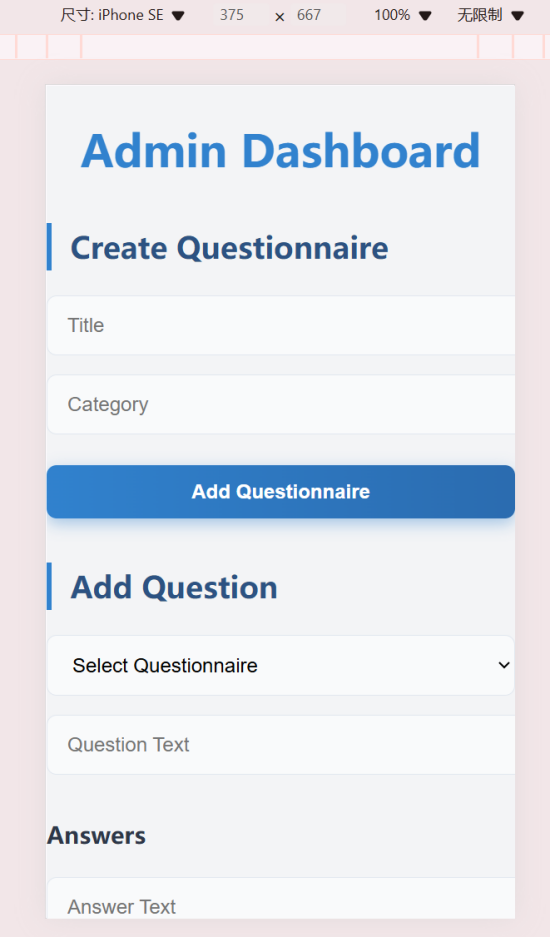 尺寸: iPhone SE ▼ 375 × 667 100% ▼ 无限制 ▼
Admin Dashboard
Create Questionnaire
Title
Category
Add Questionnaire
Add Question
Select Questionnaire
Question Text
Answers
Answer Text